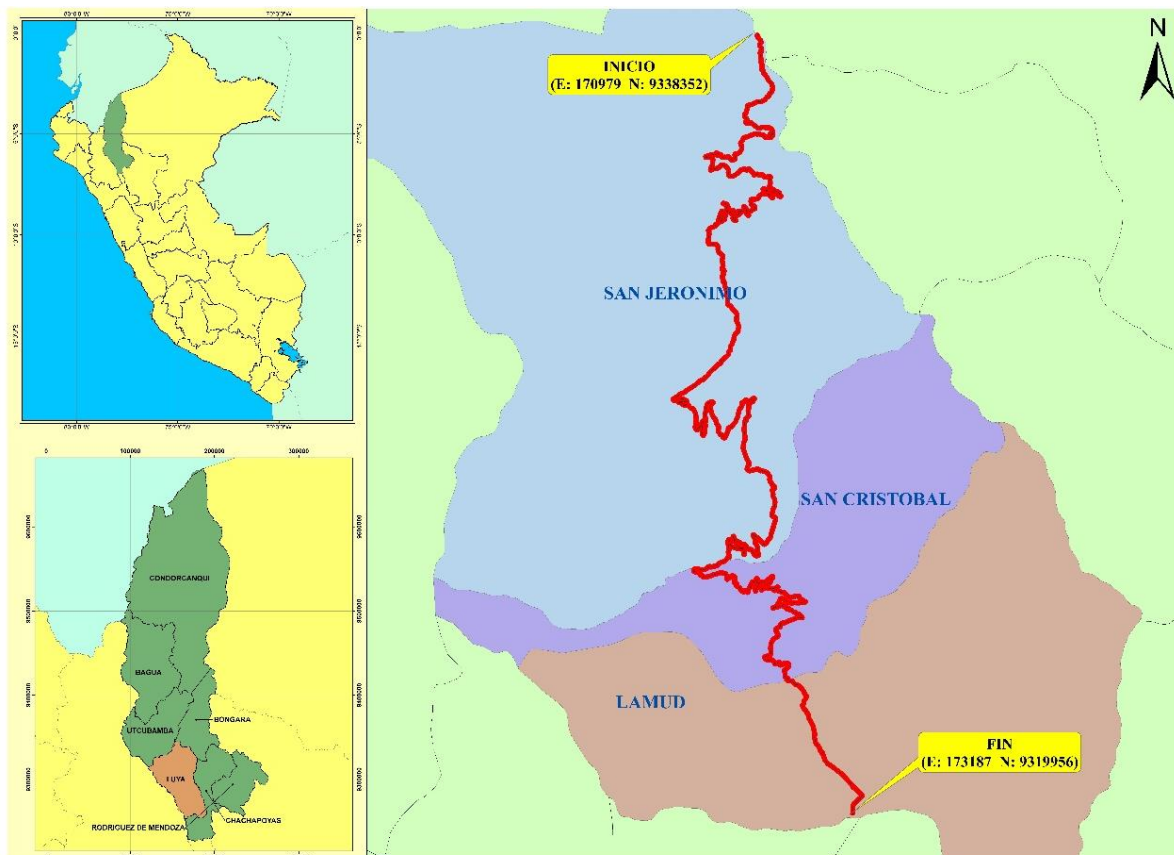 INICIO
(E: 170979 N: 9338352)
N
SAN JERONIMO
SAN CRISTOBAL
LAMUD
FIN
(E: 173187 N: 9319956)
0
100000
200000
300000
CONDORCANQUI
BAGUA
UTCUBAMBA
BONGARA
LUYA
RODRIGUEZ DE MENDOZA
CHACHAPOYAS